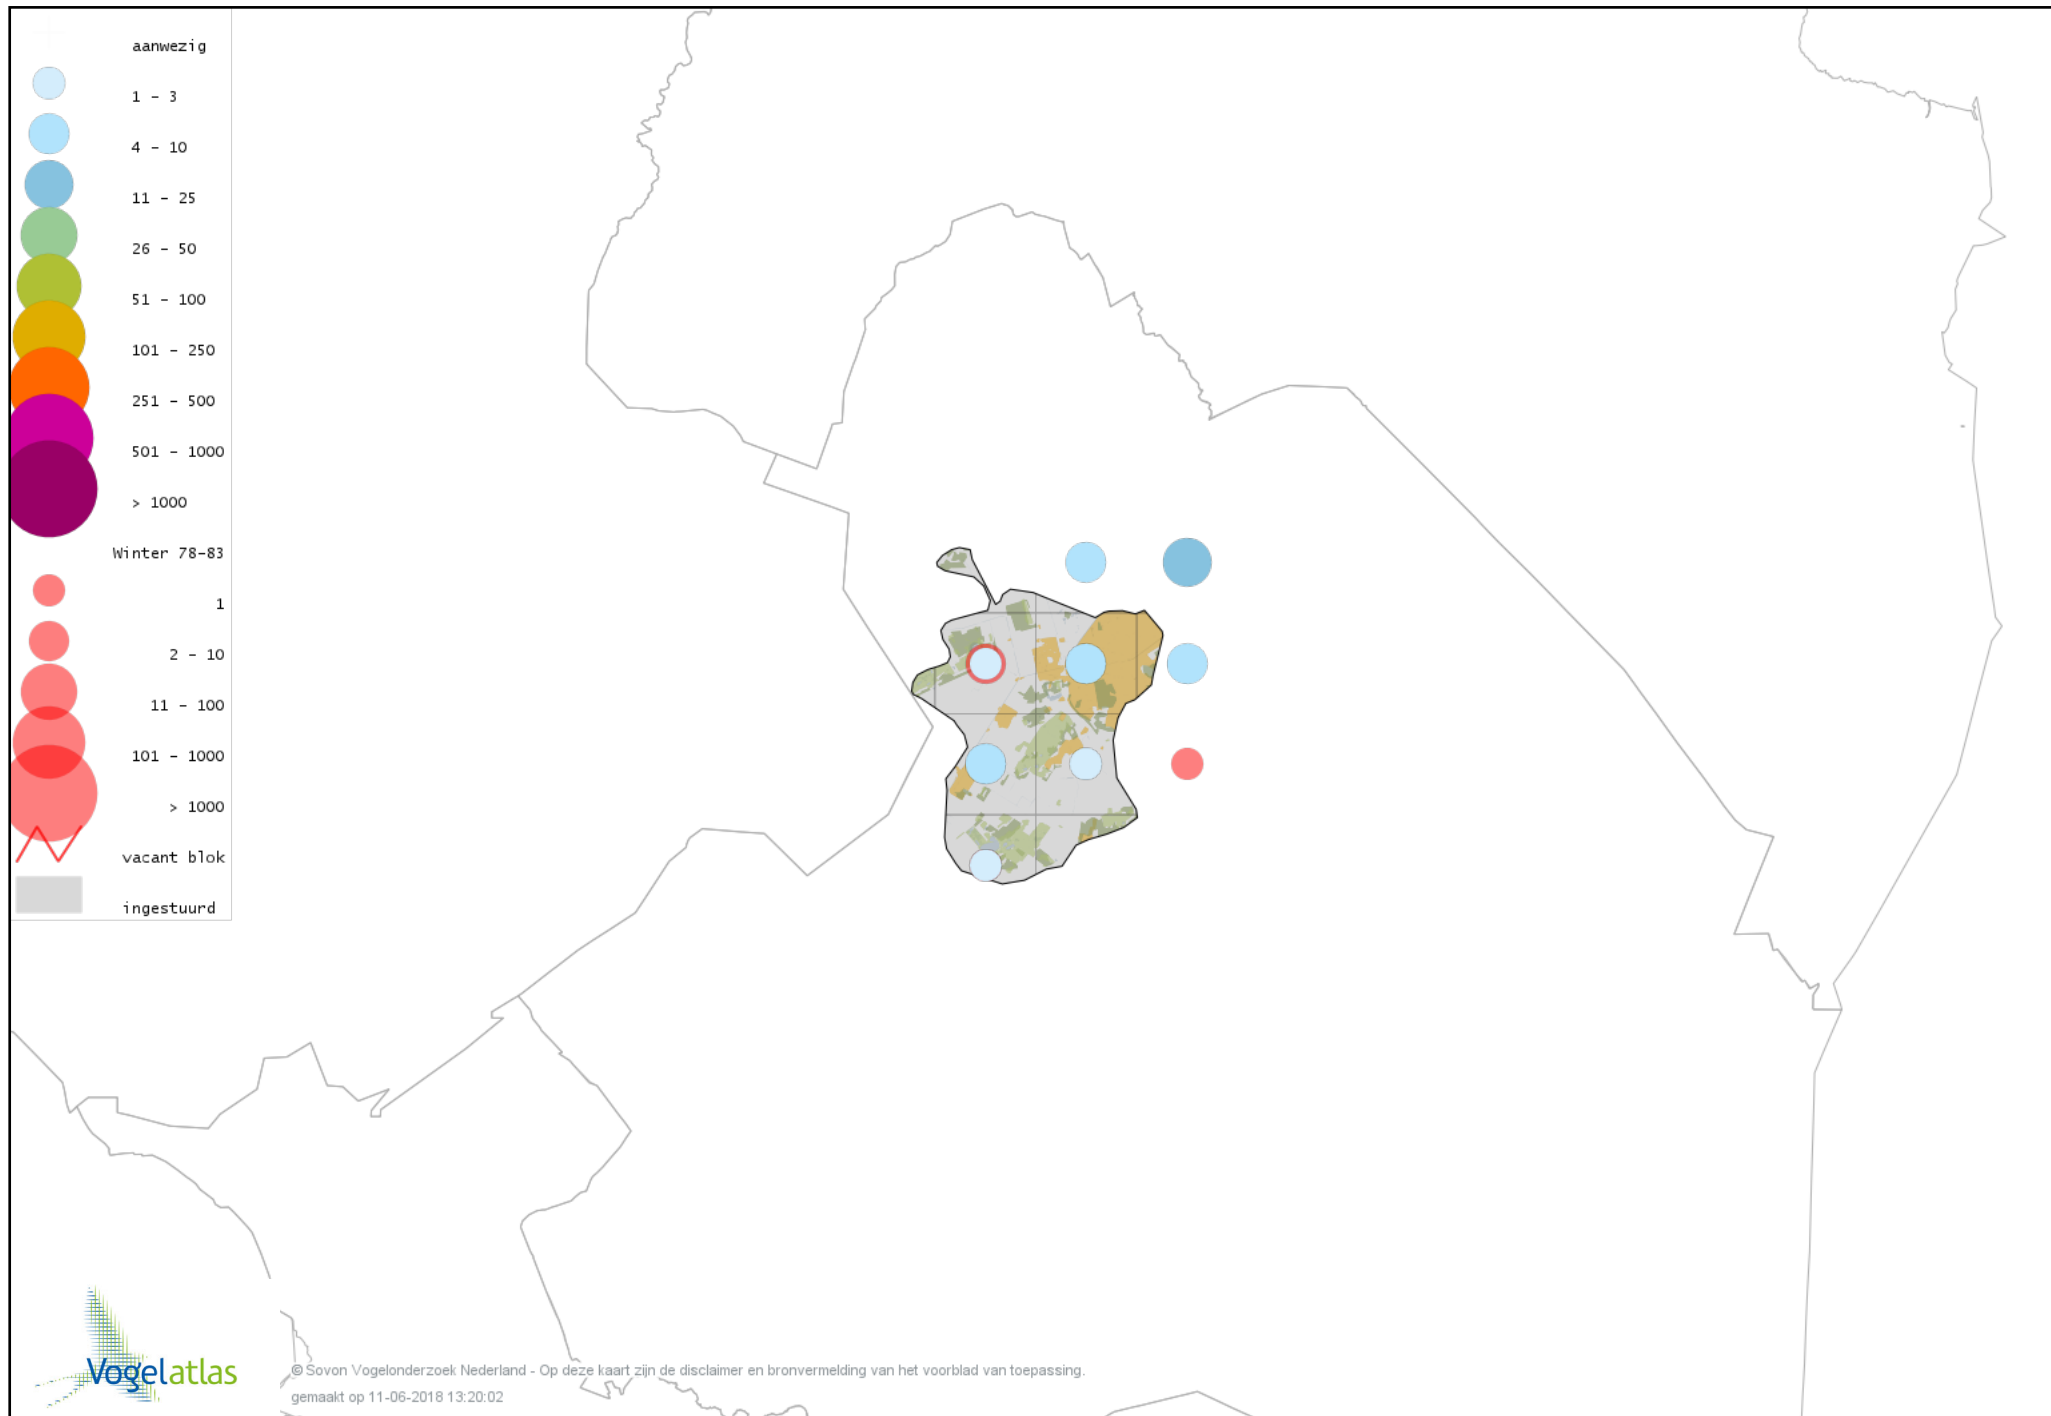 aanwezig
1 - 3
4 - 10
11 - 25
26 - 50
51 - 100
101 - 250
251 - 500
501 - 1000
> 1000
Winter 78-83
1
2 - 10
11 - 100
101 - 1000
> 1000
vacant blok
ingestuurd
Vogelatlas
© Sovon Vogelonderzoek Nederland - Op deze kaart zijn de disclaimer en bronvermelding van het voorblad van toepassing.
gemaakt op 11-06-2018 13:20:02